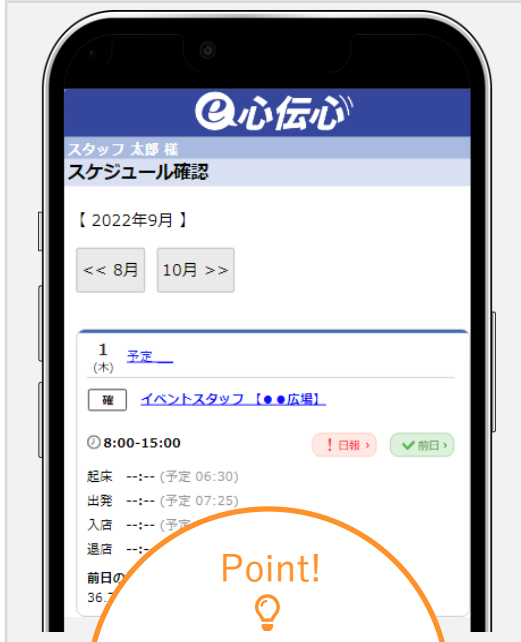 e心伝心
スタッフ 太郎 様
スケジュール確認
【 2022年9月 】
<< 8月 10月 >>
1 予定
(木)
確 イベントスタッフ 【●●広場】
8:00-15:00 !日報 › 前日 ›
起床 --:-- (予定 06:30)
出発 --:-- (予定 07:25)
入店 --:-- (予定
退店 --:--
前日の
36.
Point!